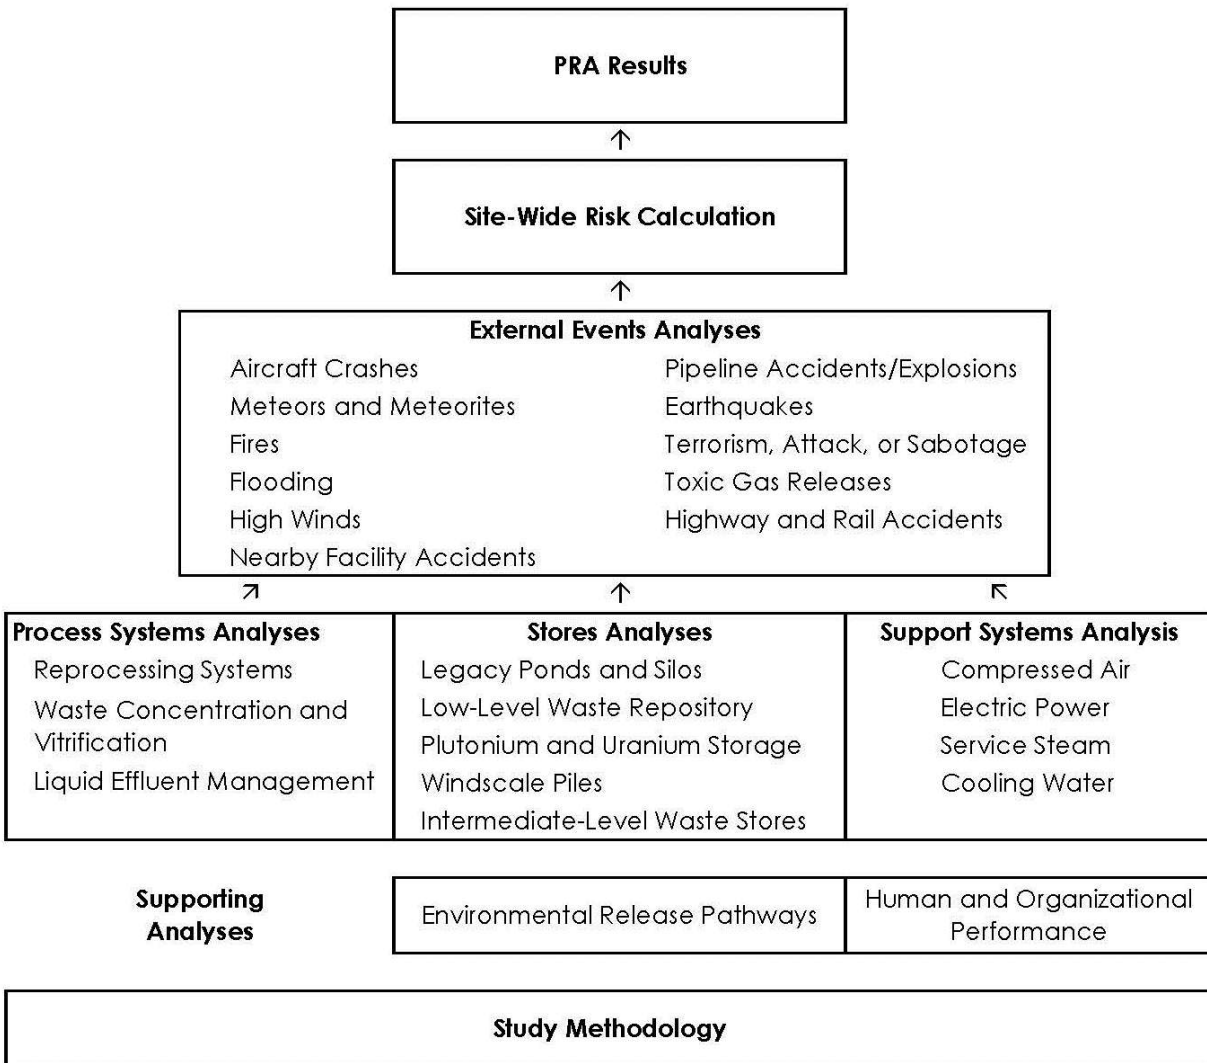 PRA Results
↑
Site-Wide Risk Calculation
↑
External Events Analyses
Aircraft Crashes
Meteors and Meteorites
Fires
Flooding
High Winds
Nearby Facility Accidents
Pipeline Accidents/Explosions
Earthquakes
Terrorism, Attack, or Sabotage
Toxic Gas Releases
Highway and Rail Accidents
↗ ↑ ↖
Process Systems Analyses
Reprocessing Systems
Waste Concentration and
Vitrification
Liquid Effluent Management
Stores Analyses
Legacy Ponds and Silos
Low-Level Waste Repository
Plutonium and Uranium Storage
Windscale Piles
Intermediate-Level Waste Stores
Support Systems Analysis
Compressed Air
Electric Power
Service Steam
Cooling Water
Supporting
Analyses
Environmental Release Pathways
Human and Organizational
Performance
Study Methodology